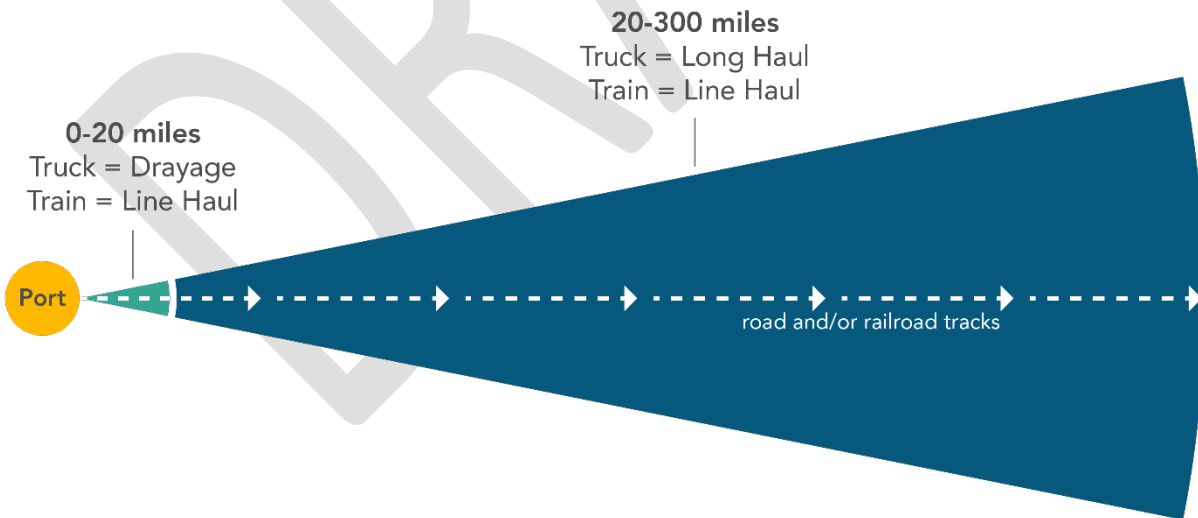 20-300 miles
Truck = Long Haul
Train = Line Haul
0-20 miles
Truck = Drayage
Train = Line Haul
Port
road and/or railroad tracks